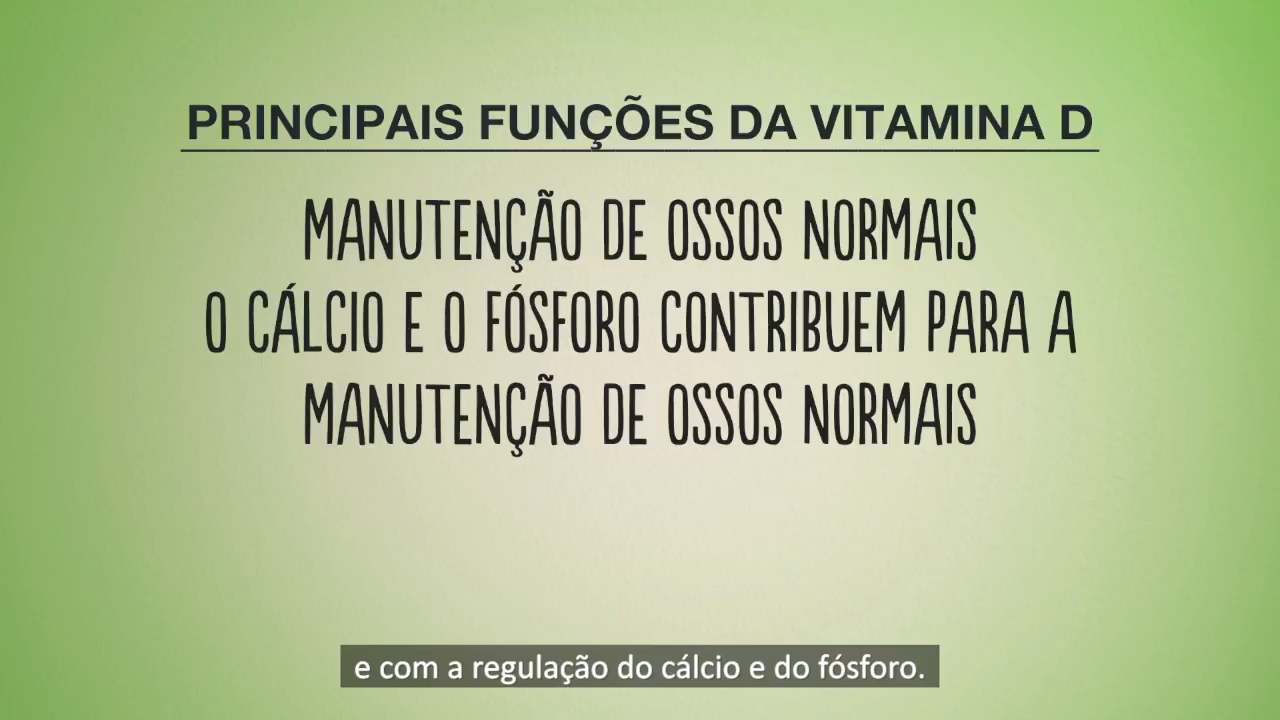 PRINCIPAIS FUNÇÕES DA VITAMINA D
MANUTENÇÃO DE OSSOS NORMAIS
O CÁLCIO E O FÓSFORO CONTRIBUEM PARA A
MANUTENÇÃO DE OSSOS NORMAIS
e com a regulação do cálcio e do fósforo.